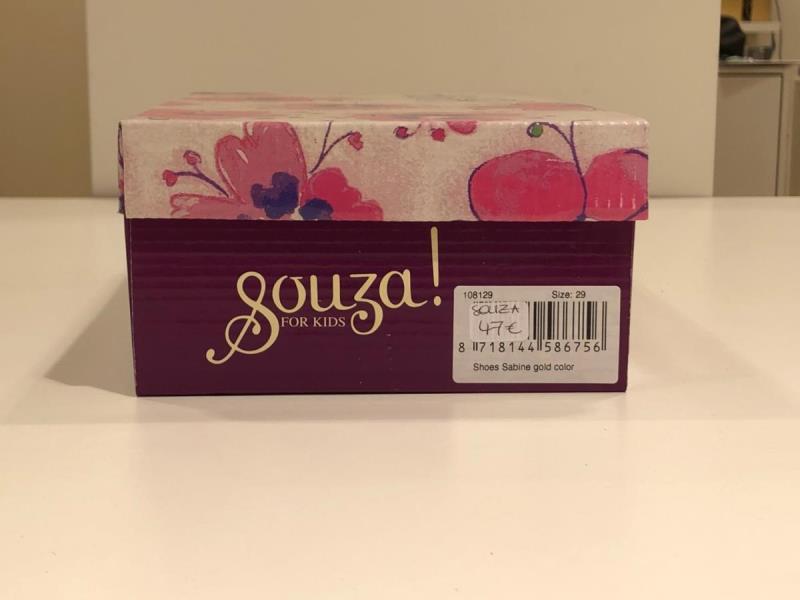 Souza!
FOR KIDS
108129 Size: 29
SOUZA
47€
8 718144 586756
Shoes Sabine gold color